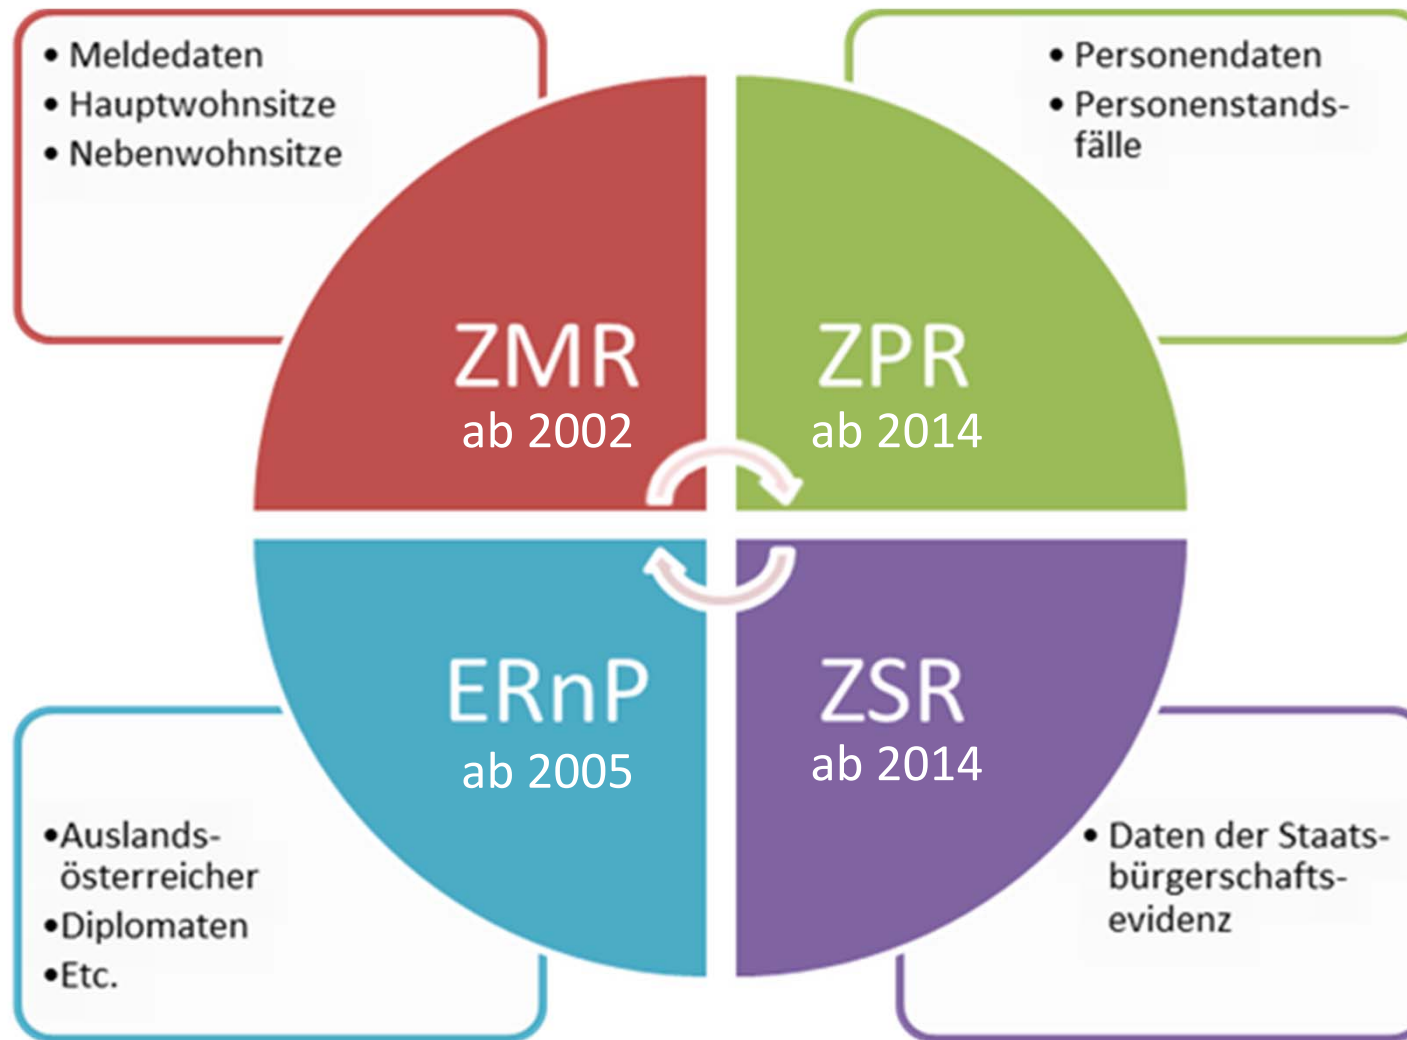 • Meldedaten
• Hauptwohnsitze
• Nebenwohnsitze
• Personendaten
• Personenstands-
fälle
ZMR
ab 2002
ZPR
ab 2014
ERnP
ab 2005
ZSR
ab 2014
•Auslands-
österreicher
•Diplomaten
•Etc.
• Daten der Staats-
bürgerschafts-
evidenz